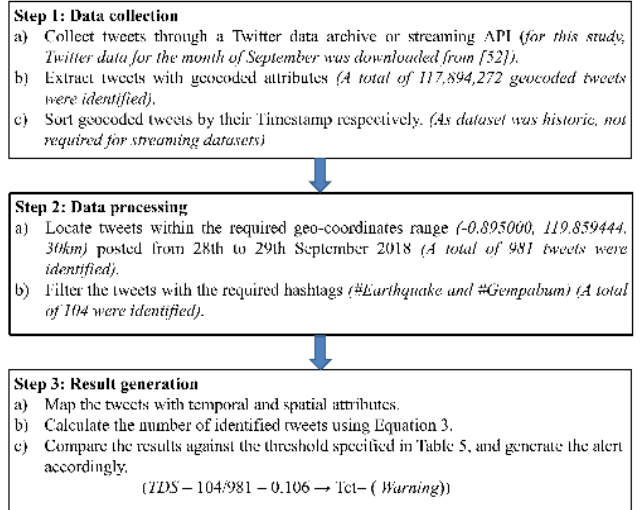 Step 1: Data collection
a) Collect tweets through a Twitter data archive or streaming API (for this study,
Twitter data for the month of September was downloaded from [52]).
b) Extract tweets with geocoded attributes (A total of 117,894,272 geocoded tweets
were identified).
c) Sort geocoded tweets by their Timestamp respectively. (As dataset was historic, not
required for streaming datasets)
Step 2: Data processing
a) Locate tweets within the required geo-coordinates range (-0.895000, 119.859444.
30km) posted from 28th to 29th September 2018 (A total of 981 tweets were
identified).
b) Filter the tweets with the required hashtags (#Earthquake and #Gempabum) (A total
of 104 were identified).
Step 3: Result generation
a) Map the tweets with temporal and spatial attributes.
b) Calculate the number of identified tweets using Equation 3.
c) Compare the results against the threshold specified in Table 5, and generate the alert
accordingly.
(TDS – 104/981 – 0.106 → Tct– ( Warning))